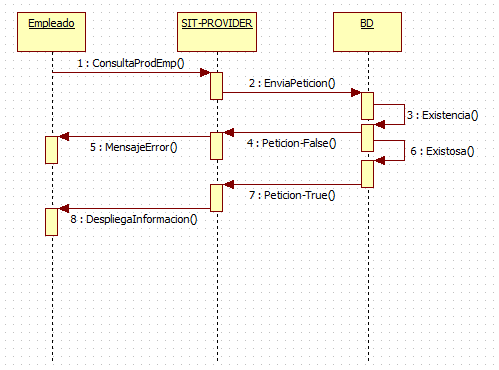 Empleado
SIT-PROVIDER
BD
1 : ConsultaProdEmp()
2 : EnviaPeticion()
3 : Existencia()
4 : Peticion-False()
5 : MensajeError()
6 : Existosa()
7 : Peticion-True()
8 : DespliegaInformacion()